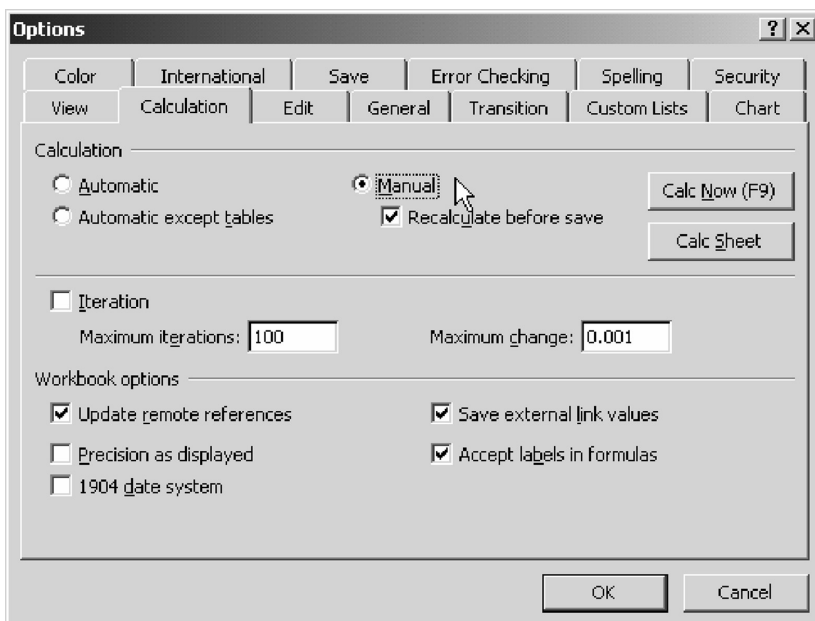 Options
Color International Save Error Checking Spelling Security
View Calculation Edit General Transition Custom Lists Chart
Calculation
Automatic Manual Calc Now (F9)
Automatic except tables Recalculate before save
Calc Sheet
Iteration
Maximum iterations: 100 Maximum change: 0.001
Workbook options
Update remote references Save external link values
Precision as displayed Accept labels in formulas
1904 date system
OK Cancel